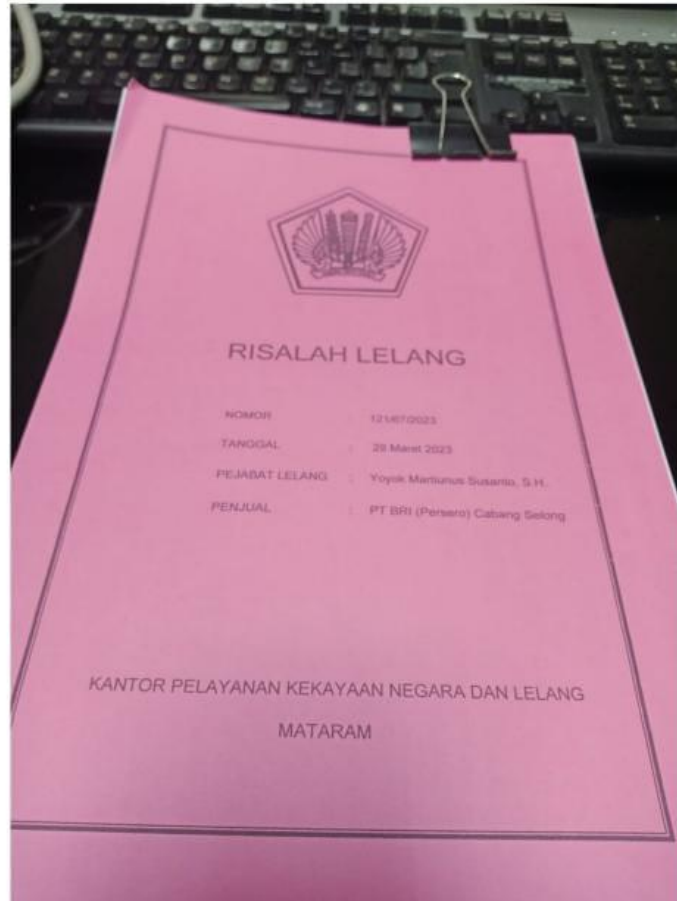 RISALAH LELANG
NOMOR : 121/67/2023
TANGGAL : 28 Maret 2023
PEJABAT LELANG : Yoyok Martiunus Susanto, S.H.
PENJUAL : PT BRI (Persero) Cabang Selong
KANTOR PELAYANAN KEKAYAAN NEGARA DAN LELANG
MATARAM